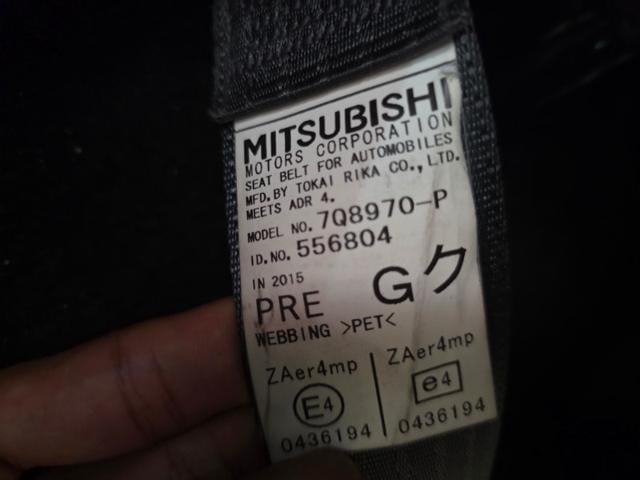 MITSUBISHI
MOTORS CORPORATION
SEAT BELT FOR AUTOMOBILES
MFD.BY TOKAI RIKA CO.,LTD.
MEETS ADR 4.
MODEL NO. 7Q8970-P
ID.NO. 556804
IN 2015
PRE Gク
WEBBING >PET<
ZAer4mp ZAer4mp
E4 e4
0436194 0436194